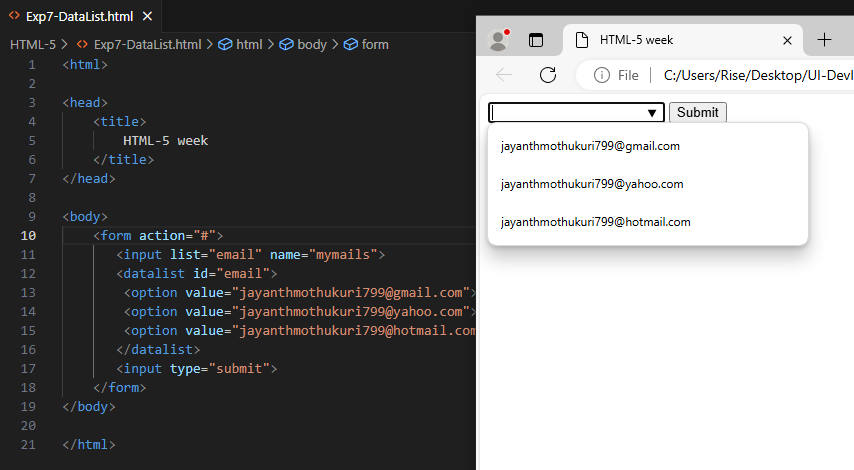 Exp7-DataList.html
HTML-5 > Exp7-DataList.html > html > body > form
1 <html>
2
3 <head>
4 <title>
5 HTML-5 week
6 </title>
7 </head>
8
9 <body>
10 <form action="#">
11 <input list="email" name="mymails">
12 <datalist id="email">
13 <option value="jayanthmothukuri799@gmail.com">
14 <option value="jayanthmothukuri799@yahoo.com">
15 <option value="jayanthmothukuri799@hotmail.com
16 </datalist>
17 <input type="submit">
18 </form>
19 </body>
20
21 </html>
HTML-5 week
File C:/Users/Rise/Desktop/UI-Devl
Submit
jayanthmothukuri799@gmail.com
jayanthmothukuri799@yahoo.com
jayanthmothukuri799@hotmail.com